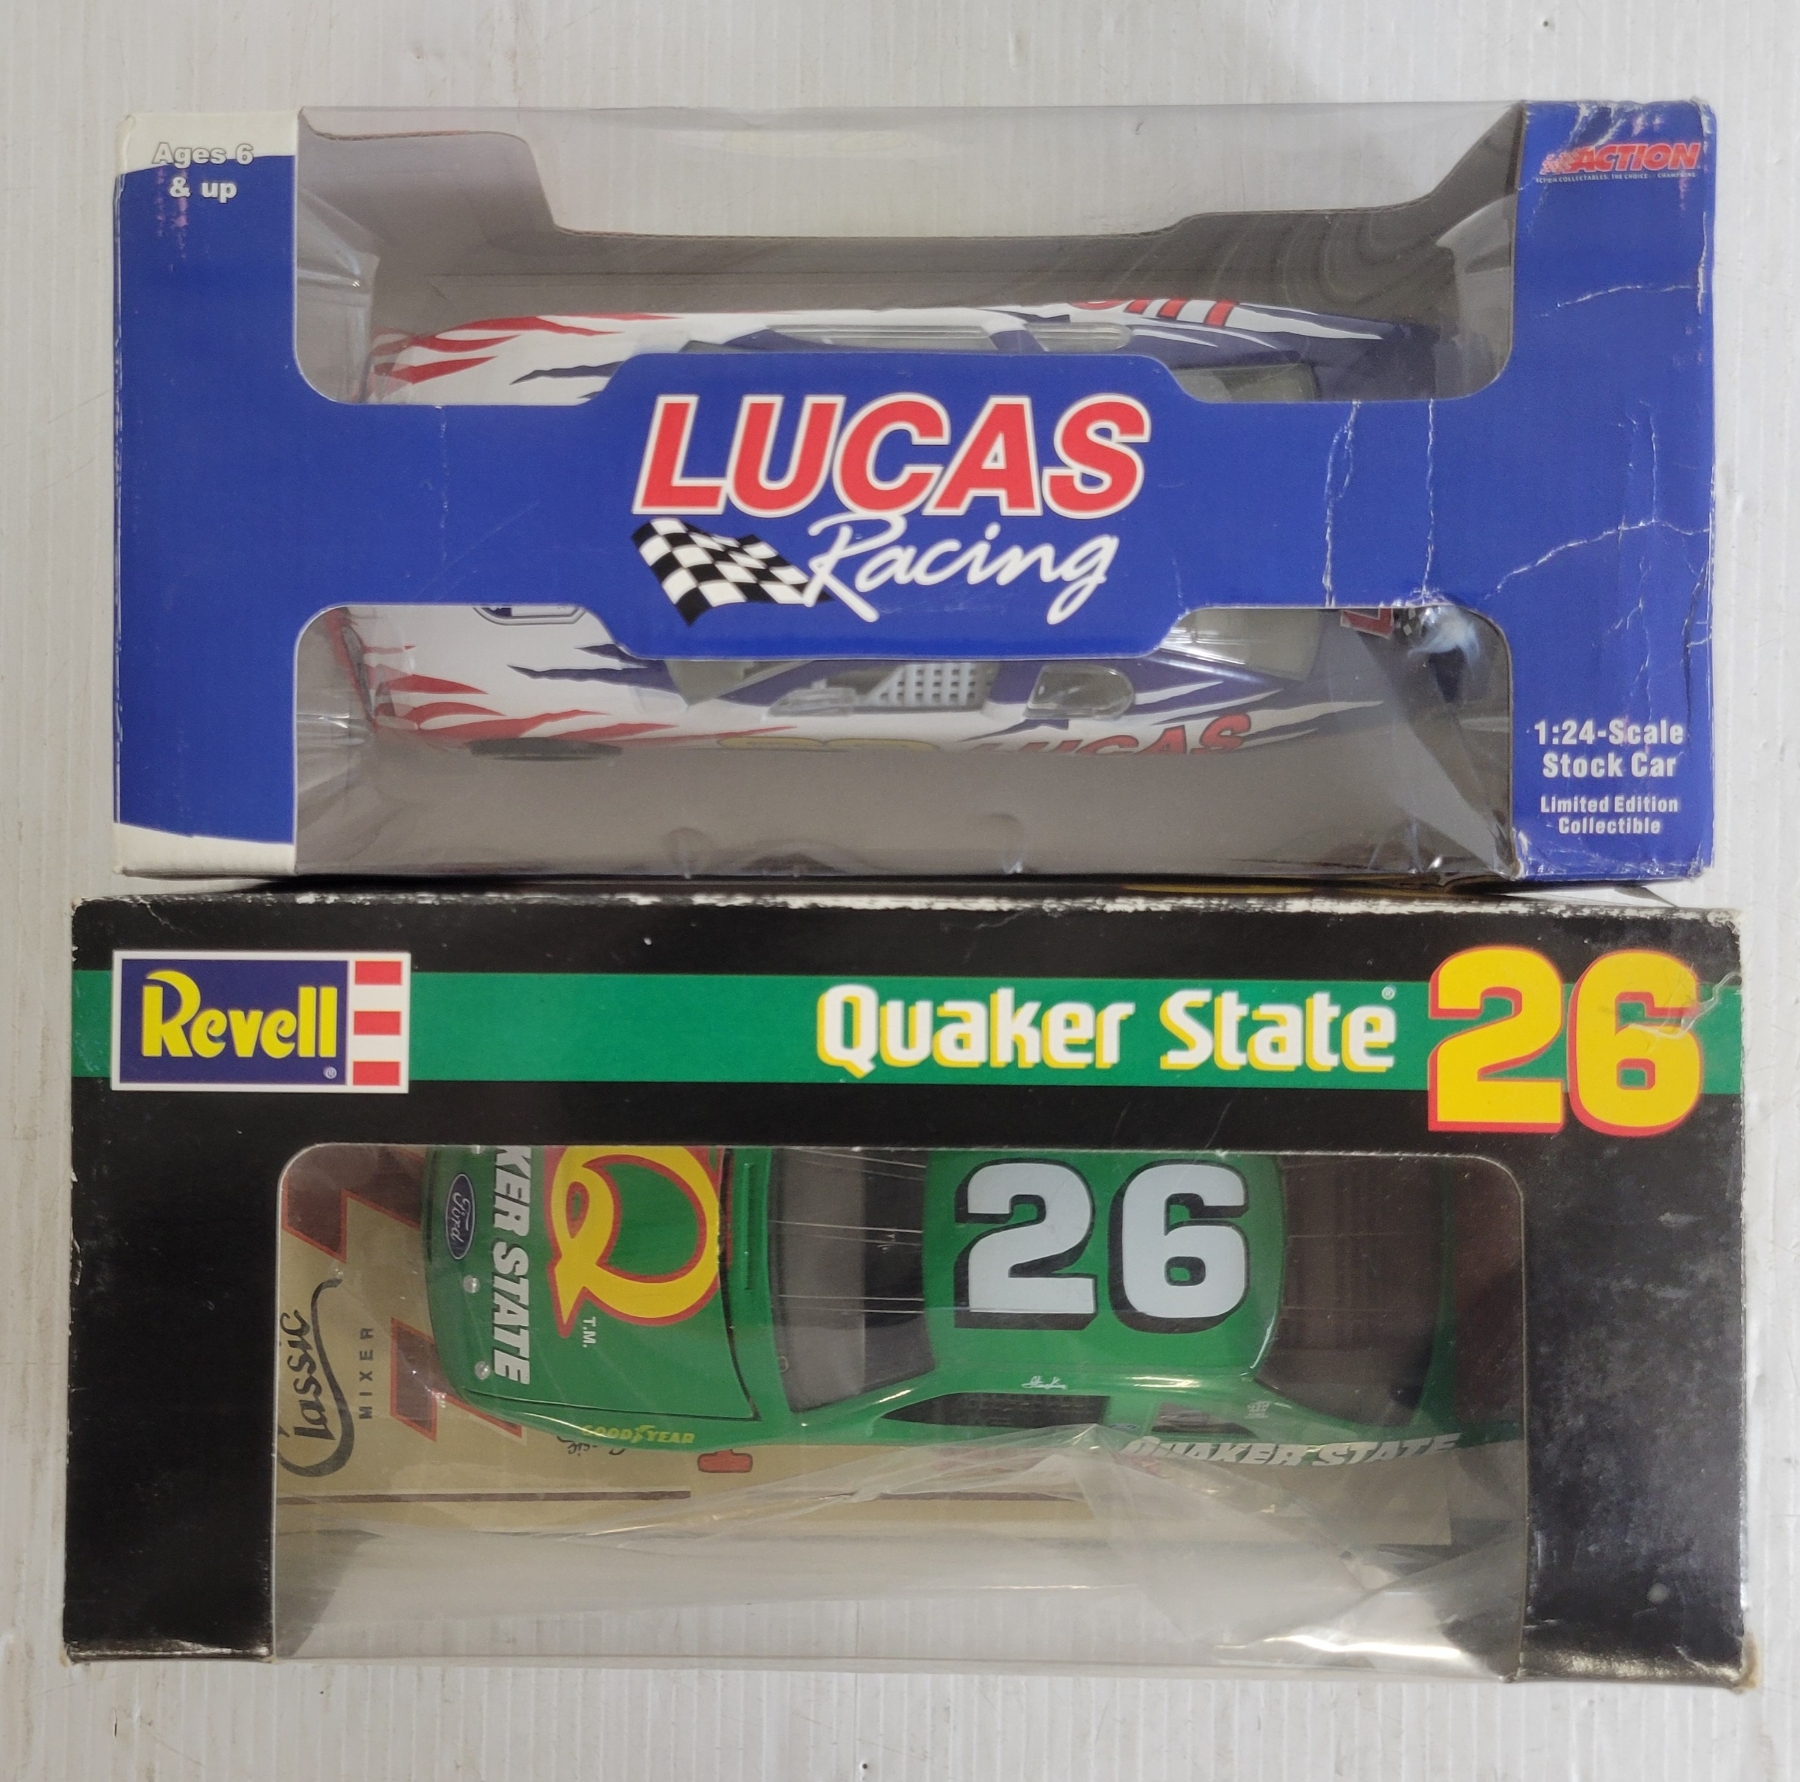 Ages 6
& up
ACTION
LUCAS
Racing
LUCAS
1:24-Scale
Stock Car
Limited Edition
Collectible
Revell®
Quaker State® 26
KER STATE
Ford
T.M.
26
Classic
MIXER
GOODYEAR
QUAKER STATE